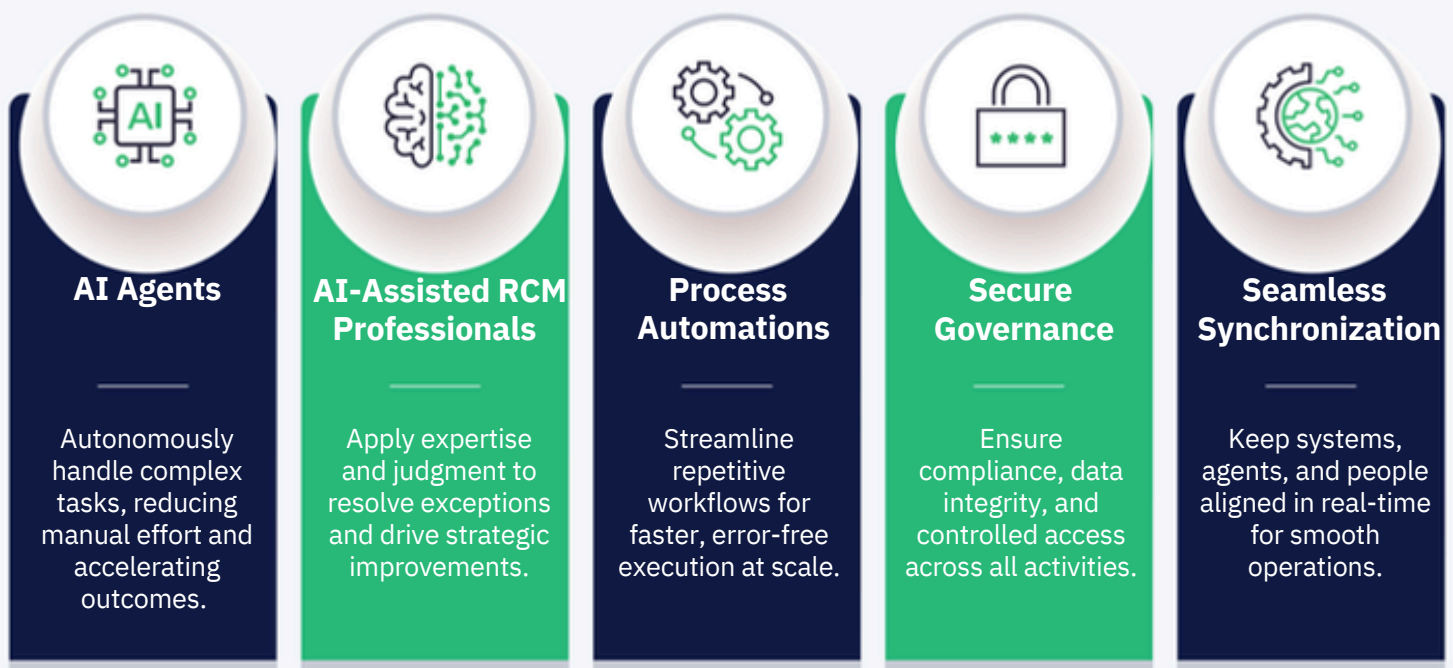 AI
AI Agents
Autonomously
handle complex
tasks, reducing
manual effort and
accelerating
outcomes.
AI-Assisted RCM
Professionals
Apply expertise
and judgment to
resolve exceptions
and drive strategic
improvements.
Process
Automations
Streamline
repetitive
workflows for
faster, error-free
execution at scale.
****
Secure
Governance
Ensure
compliance, data
integrity, and
controlled access
across all activities.
Seamless
Synchronization
Keep systems,
agents, and people
aligned in real-time
for smooth
operations.